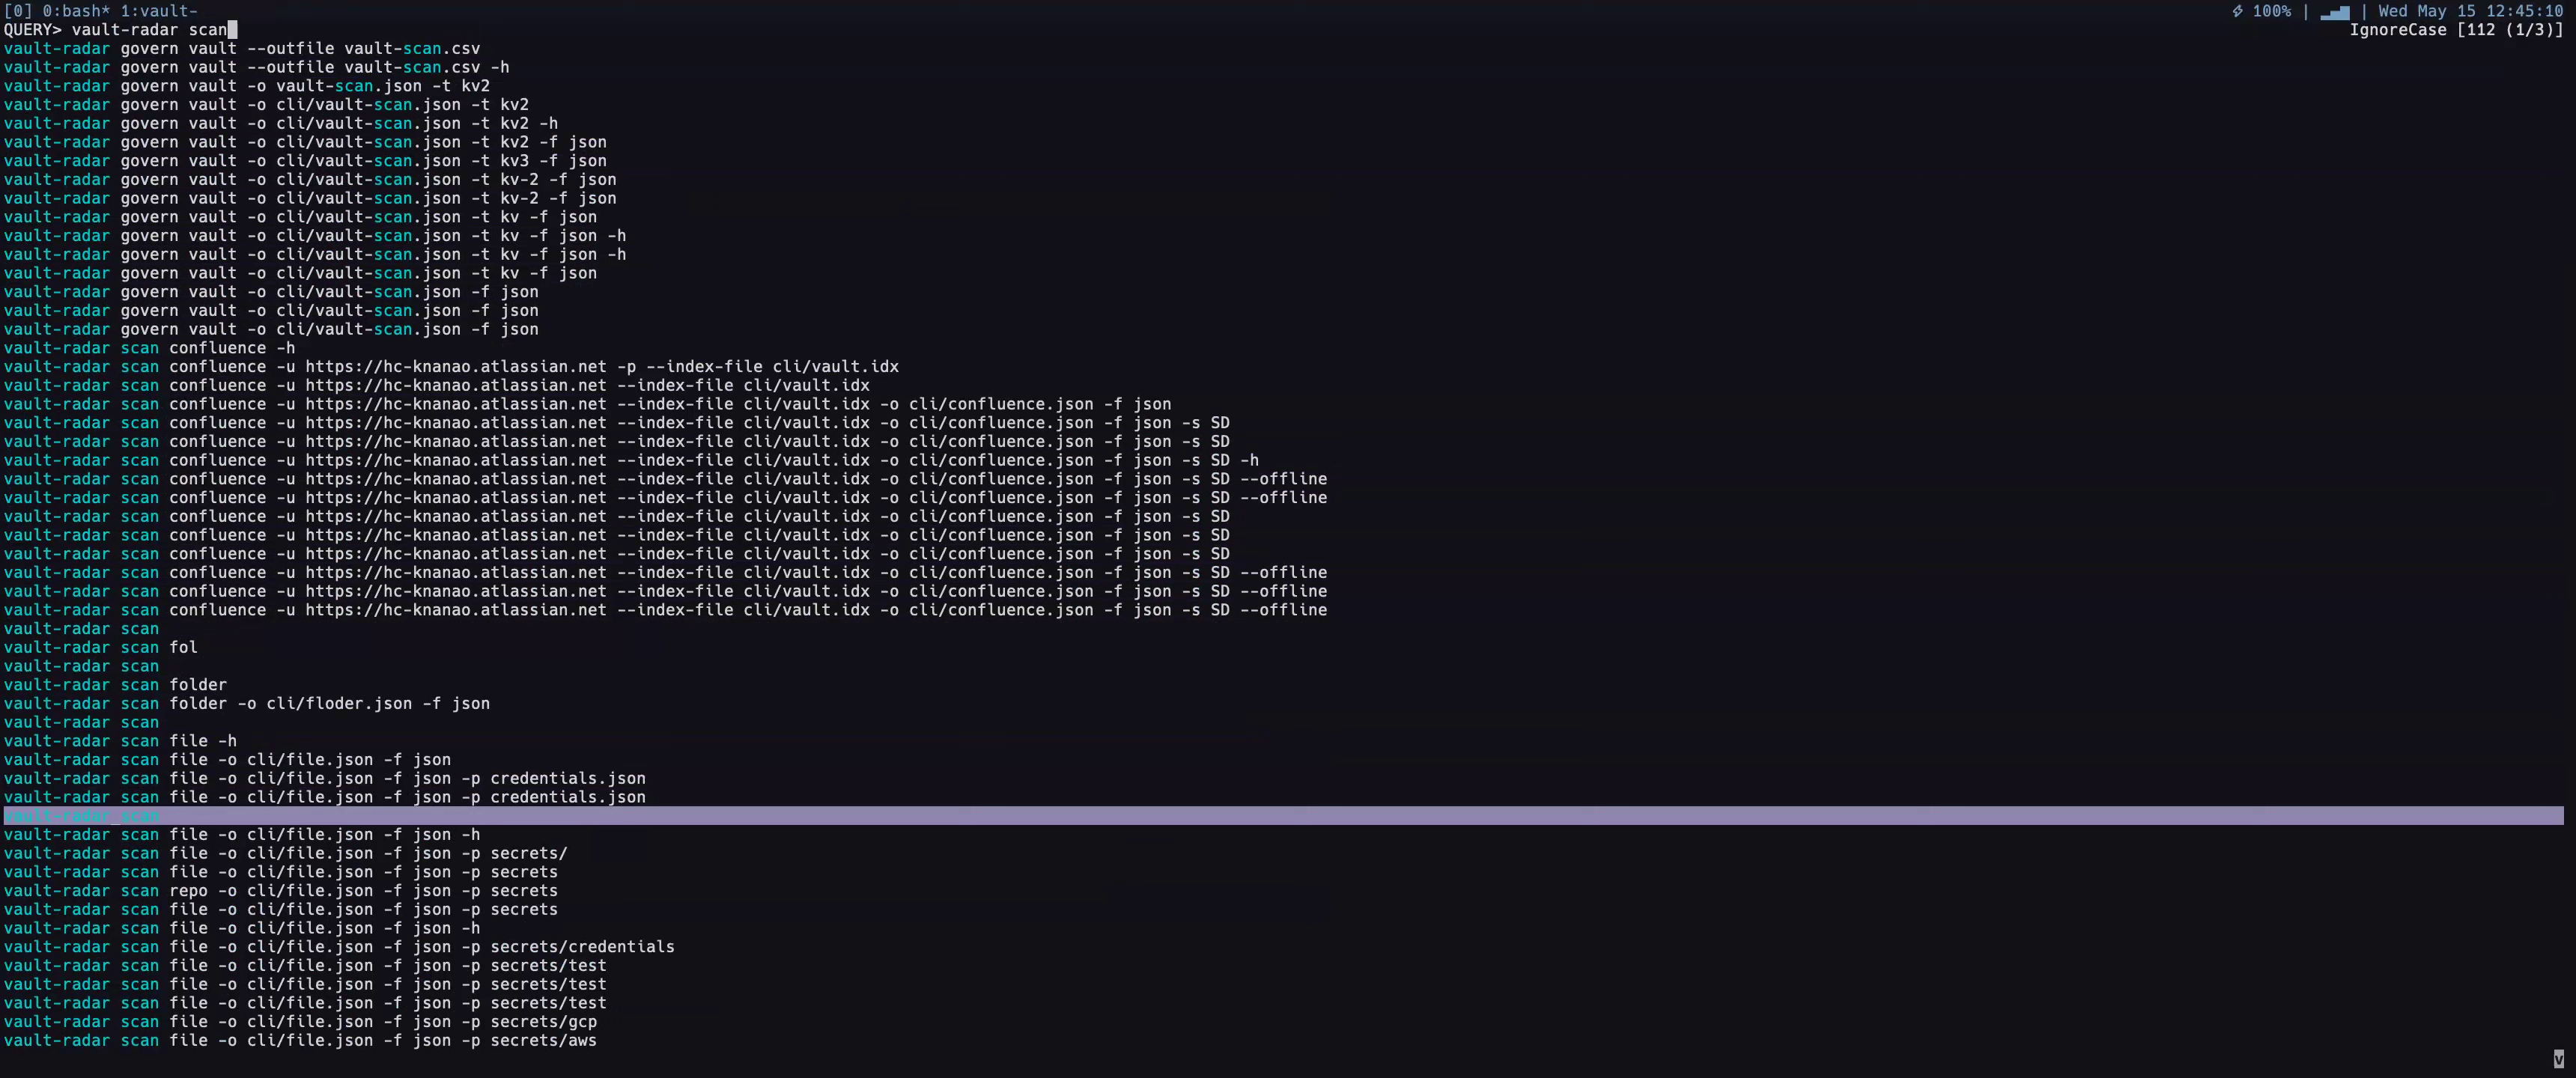 [0] 0:bash* 1:vault- 100% | | Wed May 15 12:45:10
QUERY> vault-radar scan IgnoreCase [112 (1/3)]
vault-radar govern vault --outfile vault-scan.csv
vault-radar govern vault --outfile vault-scan.csv -h
vault-radar govern vault -o vault-scan.json -t kv2
vault-radar govern vault -o cli/vault-scan.json -t kv2
vault-radar govern vault -o cli/vault-scan.json -t kv2 -h
vault-radar govern vault -o cli/vault-scan.json -t kv2 -f json
vault-radar govern vault -o cli/vault-scan.json -t kv3 -f json
vault-radar govern vault -o cli/vault-scan.json -t kv-2 -f json
vault-radar govern vault -o cli/vault-scan.json -t kv-2 -f json
vault-radar govern vault -o cli/vault-scan.json -t kv -f json
vault-radar govern vault -o cli/vault-scan.json -t kv -f json -h
vault-radar govern vault -o cli/vault-scan.json -t kv -f json -h
vault-radar govern vault -o cli/vault-scan.json -t kv -f json
vault-radar govern vault -o cli/vault-scan.json -f json
vault-radar govern vault -o cli/vault-scan.json -f json
vault-radar govern vault -o cli/vault-scan.json -f json
vault-radar scan confluence -h
vault-radar scan confluence -u https://hc-knanao.atlassian.net -p --index-file cli/vault.idx
vault-radar scan confluence -u https://hc-knanao.atlassian.net --index-file cli/vault.idx
vault-radar scan confluence -u https://hc-knanao.atlassian.net --index-file cli/vault.idx -o cli/confluence.json -f json
vault-radar scan confluence -u https://hc-knanao.atlassian.net --index-file cli/vault.idx -o cli/confluence.json -f json -s SD
vault-radar scan confluence -u https://hc-knanao.atlassian.net --index-file cli/vault.idx -o cli/confluence.json -f json -s SD
vault-radar scan confluence -u https://hc-knanao.atlassian.net --index-file cli/vault.idx -o cli/confluence.json -f json -s SD -h
vault-radar scan confluence -u https://hc-knanao.atlassian.net --index-file cli/vault.idx -o cli/confluence.json -f json -s SD --offline
vault-radar scan confluence -u https://hc-knanao.atlassian.net --index-file cli/vault.idx -o cli/confluence.json -f json -s SD --offline
vault-radar scan confluence -u https://hc-knanao.atlassian.net --index-file cli/vault.idx -o cli/confluence.json -f json -s SD
vault-radar scan confluence -u https://hc-knanao.atlassian.net --index-file cli/vault.idx -o cli/confluence.json -f json -s SD
vault-radar scan confluence -u https://hc-knanao.atlassian.net --index-file cli/vault.idx -o cli/confluence.json -f json -s SD
vault-radar scan confluence -u https://hc-knanao.atlassian.net --index-file cli/vault.idx -o cli/confluence.json -f json -s SD --offline
vault-radar scan confluence -u https://hc-knanao.atlassian.net --index-file cli/vault.idx -o cli/confluence.json -f json -s SD --offline
vault-radar scan confluence -u https://hc-knanao.atlassian.net --index-file cli/vault.idx -o cli/confluence.json -f json -s SD --offline
vault-radar scan
vault-radar scan fol
vault-radar scan
vault-radar scan folder
vault-radar scan folder -o cli/floder.json -f json
vault-radar scan
vault-radar scan file -h
vault-radar scan file -o cli/file.json -f json
vault-radar scan file -o cli/file.json -f json -p credentials.json
vault-radar scan file -o cli/file.json -f json -p credentials.json
vault-radar scan
vault-radar scan file -o cli/file.json -f json -h
vault-radar scan file -o cli/file.json -f json -p secrets/
vault-radar scan file -o cli/file.json -f json -p secrets
vault-radar scan repo -o cli/file.json -f json -p secrets
vault-radar scan file -o cli/file.json -f json -p secrets
vault-radar scan file -o cli/file.json -f json -h
vault-radar scan file -o cli/file.json -f json -p secrets/credentials
vault-radar scan file -o cli/file.json -f json -p secrets/test
vault-radar scan file -o cli/file.json -f json -p secrets/test
vault-radar scan file -o cli/file.json -f json -p secrets/test
vault-radar scan file -o cli/file.json -f json -p secrets/gcp
vault-radar scan file -o cli/file.json -f json -p secrets/aws
v